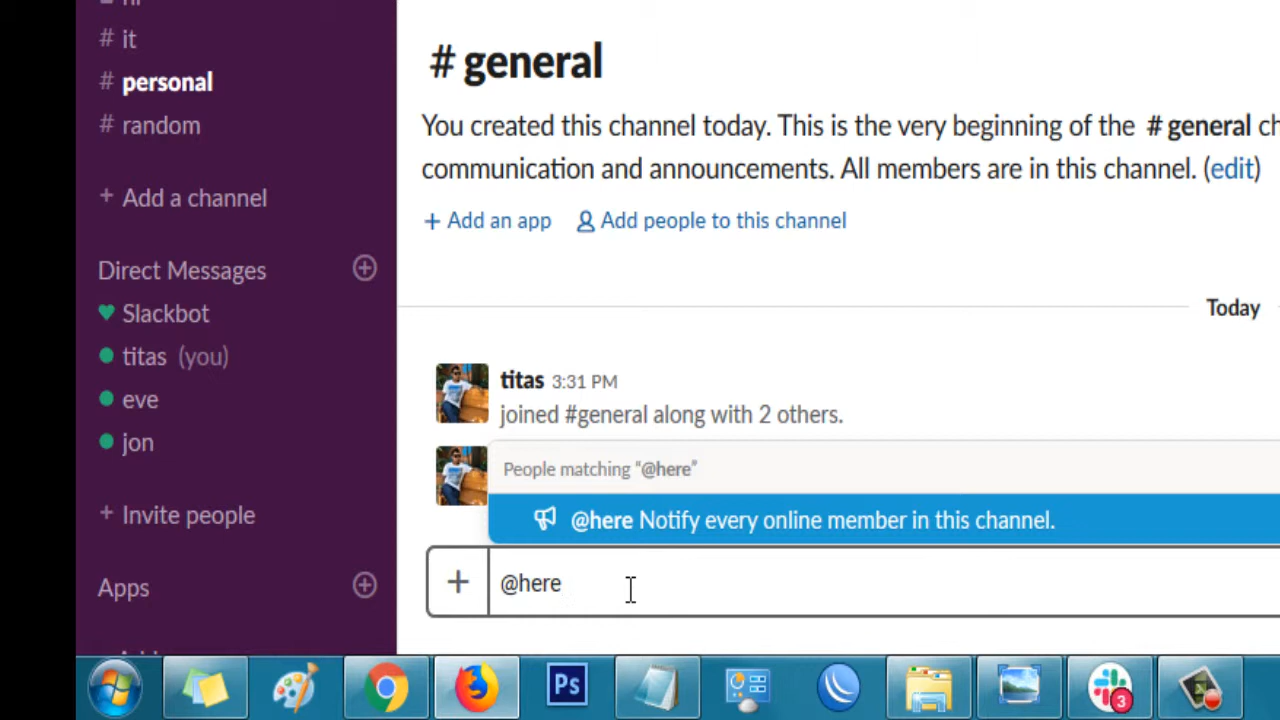 # it
# personal
# random
+ Add a channel
Direct Messages
Slackbot
titas (you)
eve
jon
+ Invite people
Apps
# general
You created this channel today. This is the very beginning of the # general ch
communication and announcements. All members are in this channel. (edit)
+ Add an app Add people to this channel
Today
titas 3:31 PM
joined #general along with 2 others.
People matching “@here”
@here Notify every online member in this channel.
+ @here
Ps
3